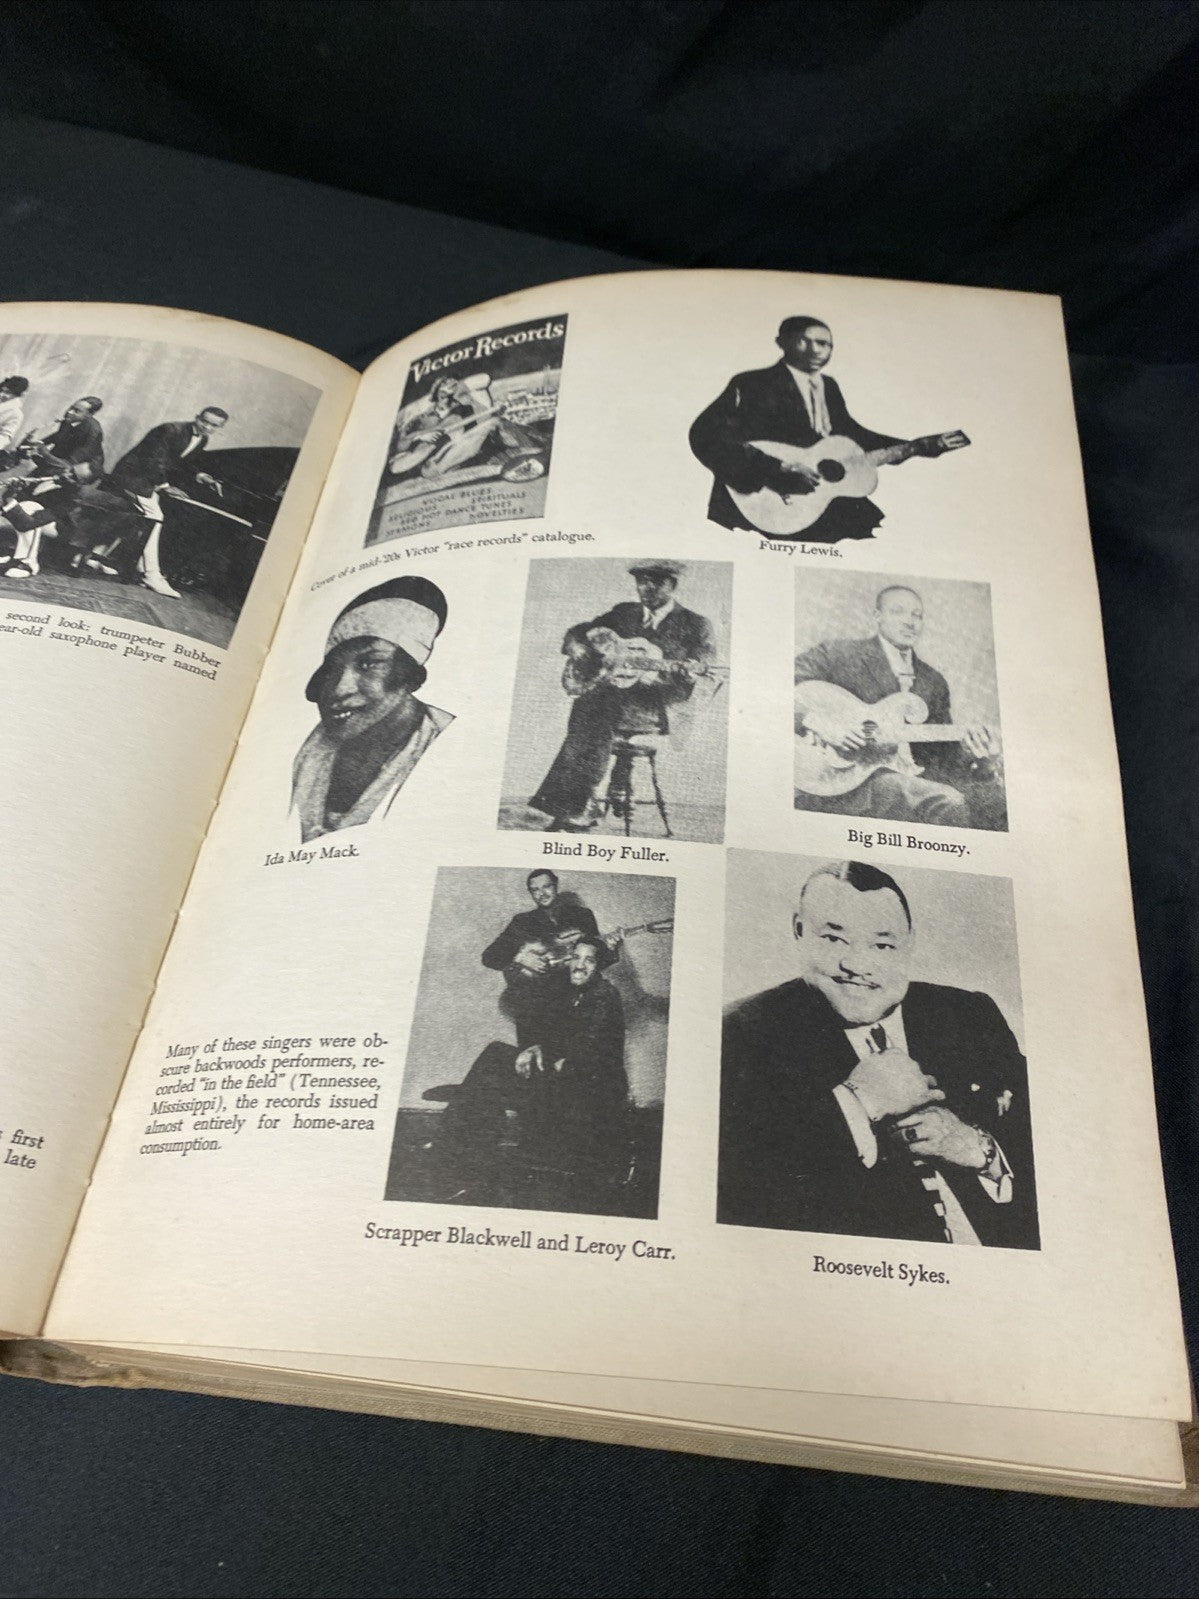 second look: trumpeter Bubber
ear-old saxophone player named
first
late
Victor Records
VOCAL BLUES
RELIGIOUS SPIRITUALS
RED HOT DANCE TUNES
SERMONS NOVELTIES
Cover of a mid-'20s Victor "race records" catalogue.
Furry Lewis.
Ida May Mack.
Blind Boy Fuller.
Big Bill Broonzy.
Many of these singers were ob-
scure backwoods performers, re-
corded "in the field" (Tennessee,
Mississippi), the records issued
almost entirely for home-area
consumption.
Scrapper Blackwell and Leroy Carr.
Roosevelt Sykes.